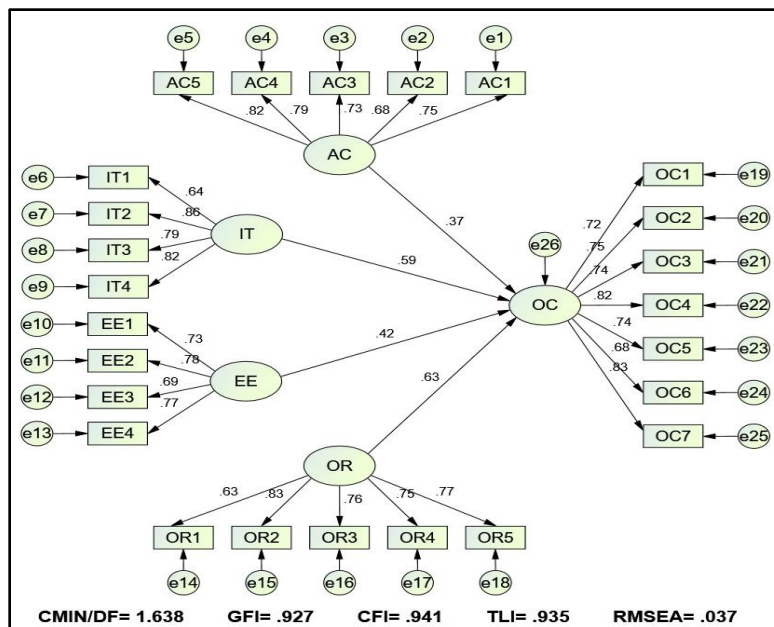 e5 e4 e3 e2 e1
AC5 AC4 AC3 AC2 AC1
.82 .79 .73 .68 .75
AC
e6 IT1
e7 IT2
e8 IT3
e9 IT4
.64
.86
.79
.82
IT
e10 EE1
e11 EE2
e12 EE3
e13 EE4
.73
.78
.69
.77
EE
.37
.59
.42
.63
e26
OC
.72
.75
.74
.82
.74
.68
.83
OC1 e19
OC2 e20
OC3 e21
OC4 e22
OC5 e23
OC6 e24
OC7 e25
OR
.63 .83 .76 .75 .77
OR1 OR2 OR3 OR4 OR5
e14 e15 e16 e17 e18
CMIN/DF= 1.638 GFI= .927 CFI= .941 TLI= .935 RMSEA= .037